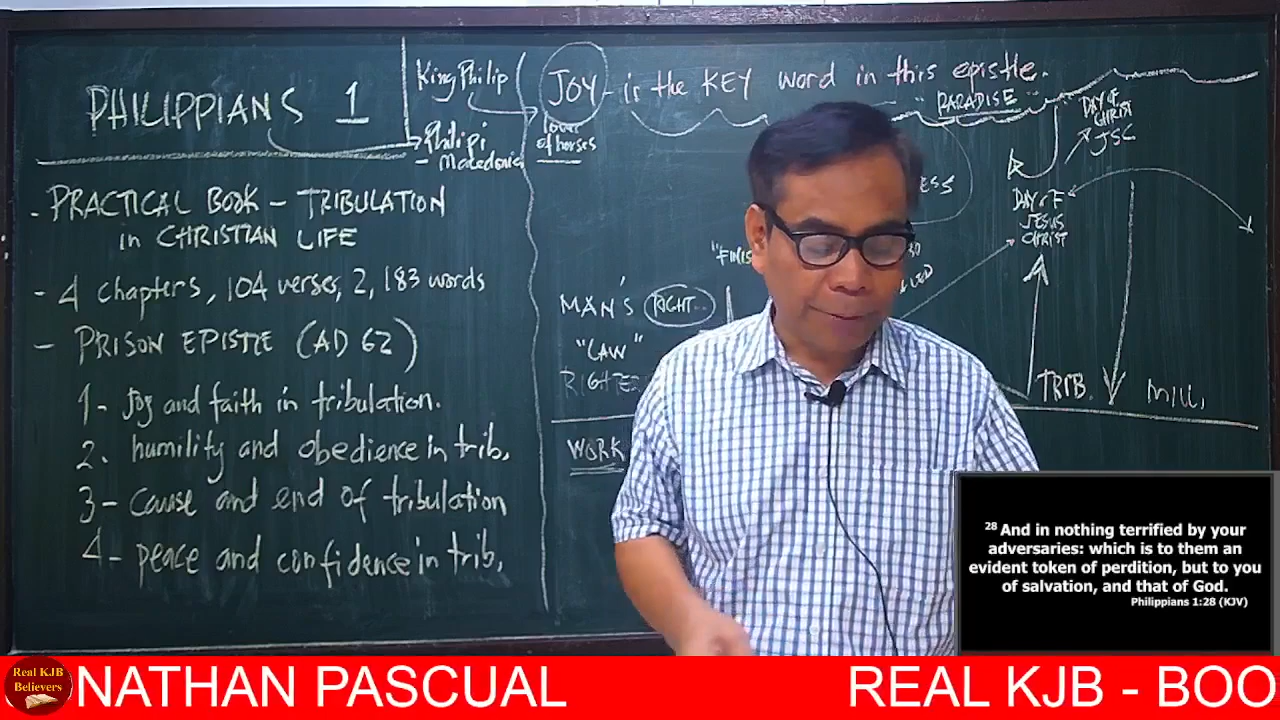 PHILIPPIANS 1
King Philip
lover
of horses
Philipi
- Macedonia
- PRACTICAL BOOK - TRIBULATION
in CHRISTIAN LIFE
- 4 chapters, 104 verses, 2,183 words
- PRISON EPISTLE (AD 62)
1 - joy and faith in tribulation.
2. humility and obedience in trib.
3 - cause and end of tribulation
4 - peace and confidence in trib.
JOY - is the KEY word in this epistle.
"PARADISE"
DAY OF
CHRIST
JSC
DAY OF
JESUS
CHRIST
"FINIS
MAN'S RIGHT
"LAW"
RIGHTE
WORK
TRIB.
MILL.
28 And in nothing terrified by your
adversaries: which is to them an
evident token of perdition, but to you
of salvation, and that of God.
Philippians 1:28 (KJV)
Real KJB
Believers
NATHAN PASCUAL
REAL KJB - BOO